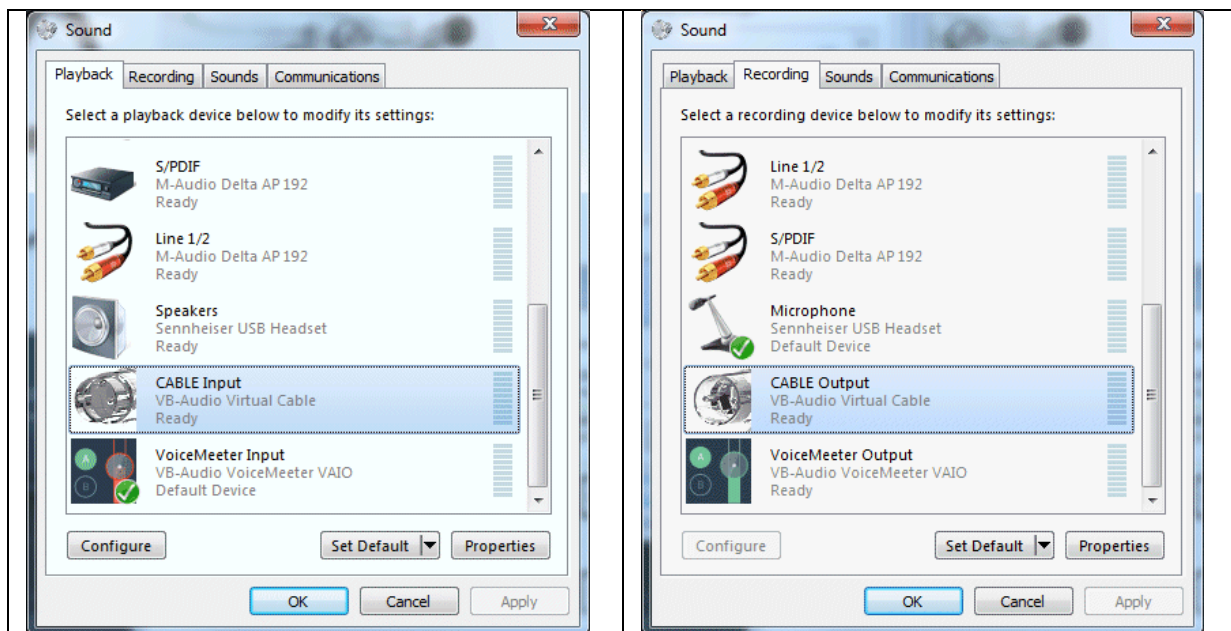 Sound
Playback Recording Sounds Communications
Select a playback device below to modify its settings:
S/PDIF
M-Audio Delta AP 192
Ready
Line 1/2
M-Audio Delta AP 192
Ready
Speakers
Sennheiser USB Headset
Ready
CABLE Input
VB-Audio Virtual Cable
Ready
A
B
VoiceMeeter Input
VB-Audio VoiceMeeter VAIO
Default Device
Configure Set Default Properties
OK Cancel Apply
Sound
Playback Recording Sounds Communications
Select a recording device below to modify its settings:
Line 1/2
M-Audio Delta AP 192
Ready
S/PDIF
M-Audio Delta AP 192
Ready
Microphone
Sennheiser USB Headset
Default Device
CABLE Output
VB-Audio Virtual Cable
Ready
A
B
VoiceMeeter Output
VB-Audio VoiceMeeter VAIO
Ready
Configure Set Default Properties
OK Cancel Apply